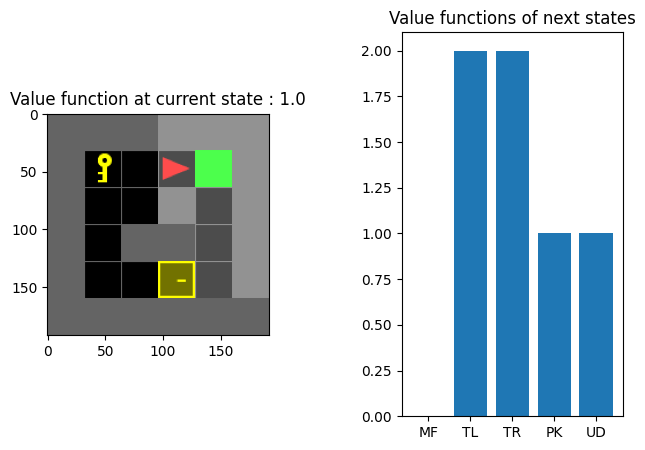 Value function at current state : 1.0
0
50
100
150
0
50
100
150
Value functions of next states
2.00
1.75
1.50
1.25
1.00
0.75
0.50
0.25
0.00
MF
TL
TR
PK
UD